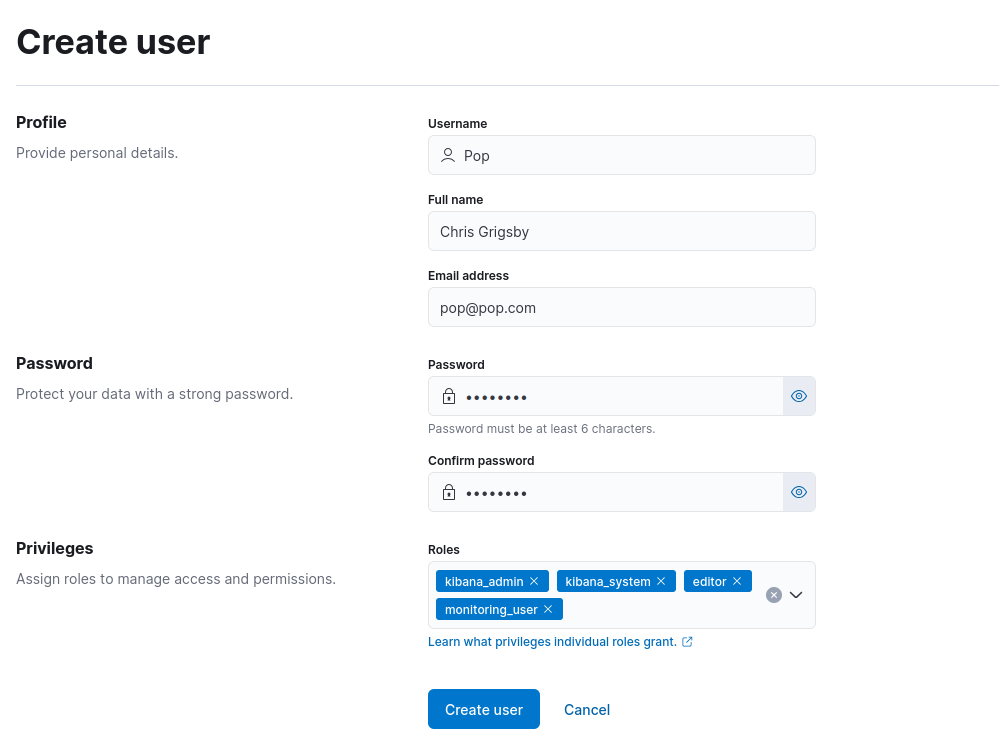 Create user
Profile
Provide personal details.
Username
Pop
Full name
Chris Grigsby
Email address
pop@pop.com
Password
Protect your data with a strong password.
Password
••••••••
Password must be at least 6 characters.
Confirm password
••••••••
Privileges
Assign roles to manage access and permissions.
Roles
kibana_admin kibana_system editor
monitoring_user
Learn what privileges individual roles grant.
Create user Cancel